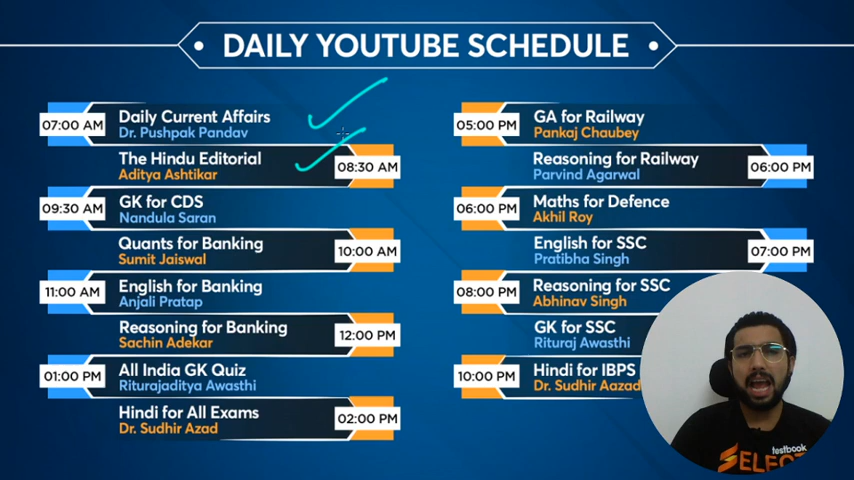 DAILY YOUTUBE SCHEDULE
07:00 AM
Daily Current Affairs
Dr. Pushpak Pandav
The Hindu Editorial
Aditya Ashtikar
08:30 AM
09:30 AM
GK for CDS
Nandula Saran
Quants for Banking
Sumit Jaiswal
10:00 AM
11:00 AM
English for Banking
Anjali Pratap
Reasoning for Banking
Sachin Adekar
12:00 PM
01:00 PM
All India GK Quiz
Riturajaditya Awasthi
Hindi for All Exams
Dr. Sudhir Azad
02:00 PM
05:00 PM
GA for Railway
Pankaj Chaubey
Reasoning for Railway
Parvind Agarwal
06:00 PM
06:00 PM
Maths for Defence
Akhil Roy
English for SSC
Pratibha Singh
07:00 PM
08:00 PM
Reasoning for SSC
Abhinav Singh
GK for SSC
Rituraj Awasthi
10:00 PM
Hindi for IBPS
Dr. Sudhir Aazad
testbook
SELECT